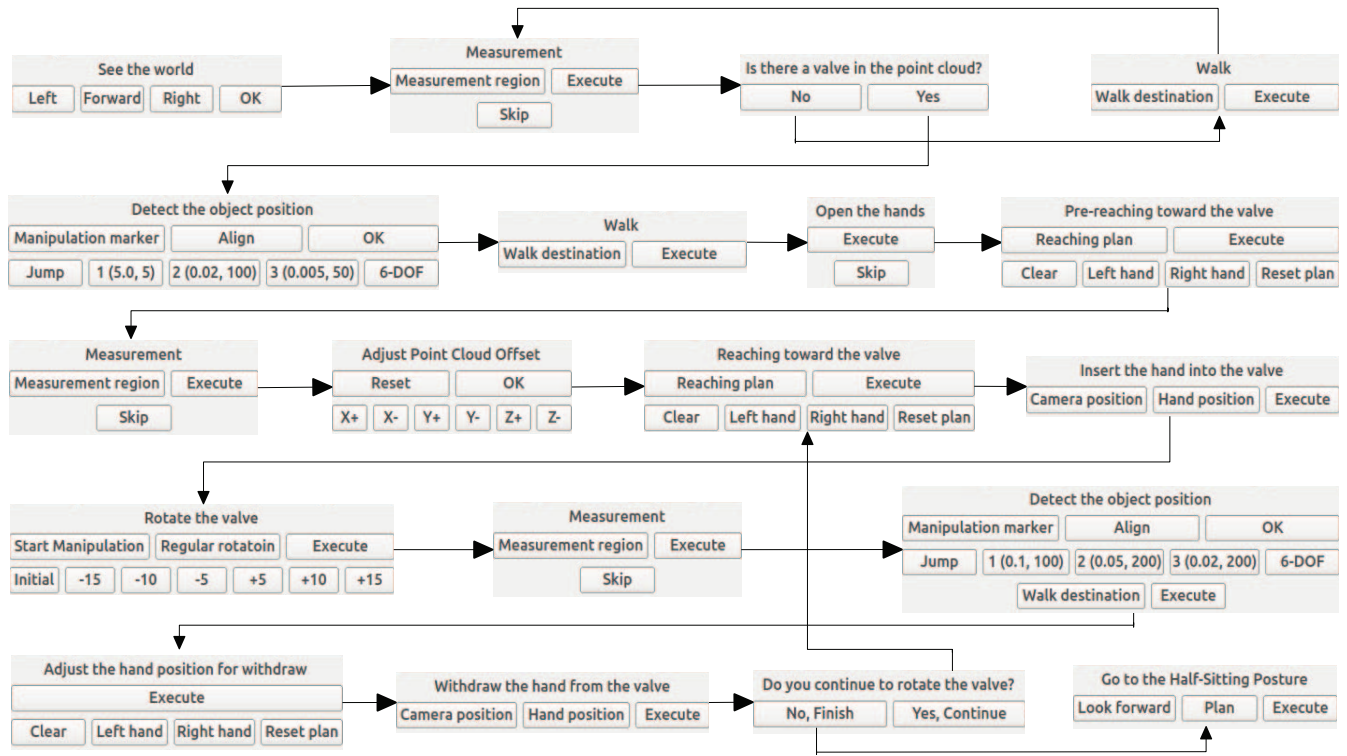 See the world
Left Forward Right OK
Measurement
Measurement region Execute
Skip
Is there a valve in the point cloud?
No Yes
Walk
Walk destination Execute
Detect the object position
Manipulation marker Align OK
Jump 1 (5.0, 5) 2 (0.02, 100) 3 (0.005, 50) 6-DOF
Walk
Walk destination Execute
Open the hands
Execute
Skip
Pre-reaching toward the valve
Reaching plan Execute
Clear Left hand Right hand Reset plan
Measurement
Measurement region Execute
Skip
Adjust Point Cloud Offset
Reset OK
X+ X- Y+ Y- Z+ Z-
Reaching toward the valve
Reaching plan Execute
Clear Left hand Right hand Reset plan
Insert the hand into the valve
Camera position Hand position Execute
Rotate the valve
Start Manipulation Regular rotatoin Execute
Initial -15 -10 -5 +5 +10 +15
Measurement
Measurement region Execute
Skip
Detect the object position
Manipulation marker Align OK
Jump 1 (0.1, 100) 2 (0.05, 200) 3 (0.02, 200) 6-DOF
Walk destination Execute
Adjust the hand position for withdraw
Execute
Clear Left hand Right hand Reset plan
Withdraw the hand from the valve
Camera position Hand position Execute
Do you continue to rotate the valve?
No, Finish Yes, Continue
Go to the Half-Sitting Posture
Look forward Plan Execute